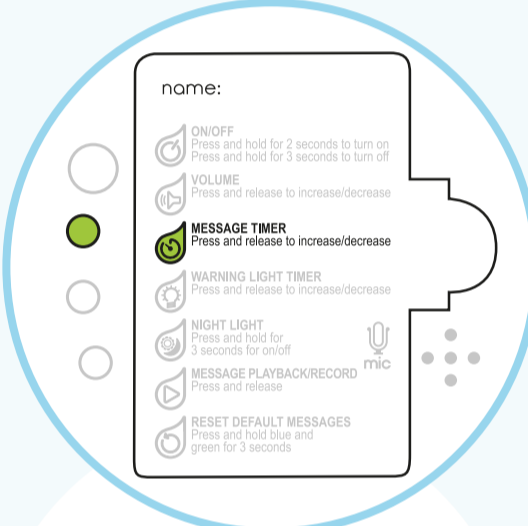 name:
ON/OFF
Press and hold for 2 seconds to turn on
Press and hold for 3 seconds to turn off
VOLUME
Press and release to increase/decrease
MESSAGE TIMER
Press and release to increase/decrease
WARNING LIGHT TIMER
Press and release to increase/decrease
NIGHT LIGHT
Press and hold for
3 seconds for on/off
mic
MESSAGE PLAYBACK/RECORD
Press and release
RESET DEFAULT MESSAGES
Press and hold blue and
green for 3 seconds